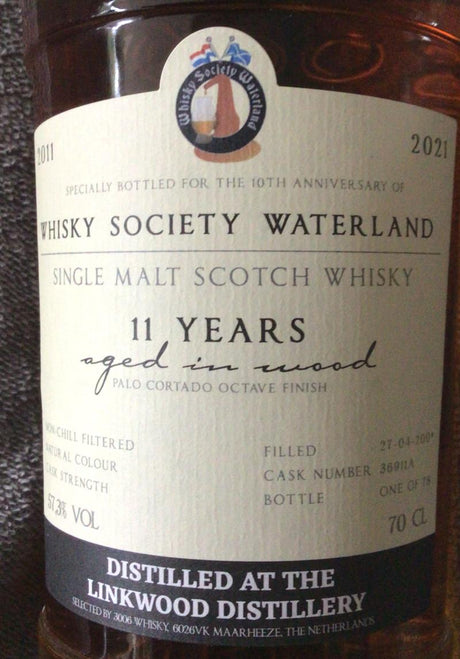 Whisky Society Waterland
2011
2021
SPECIALLY BOTTLED FOR THE 10TH ANNIVERSARY OF
WHISKY SOCIETY WATERLAND
SINGLE MALT SCOTCH WHISKY
11 YEARS
aged in wood
PALO CORTADO OCTAVE FINISH
NON-CHILL FILTERED
NATURAL COLOUR
CASK STRENGTH
57,3% VOL
FILLED
CASK NUMBER 36911A
BOTTLE ONE OF 78
70 CL
DISTILLED AT THE
LINKWOOD DISTILLERY
SELECTED BY 3006 WHISKY, 6026VK MAARHEEZE, THE NETHERLANDS